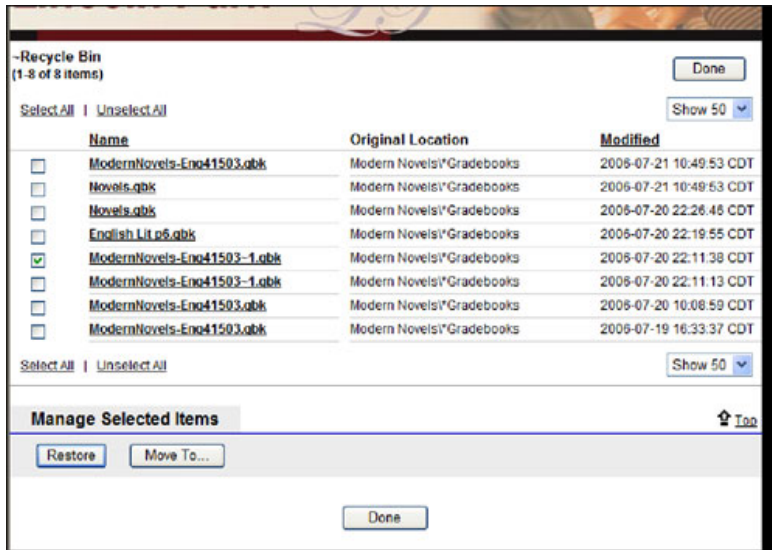 ~Recycle Bin
(1-8 of 8 items)
Done
Select All | Unselect All
Show 50
Name Original Location Modified
ModernNovels-Eng41503.gbk Modern Novels\*Gradebooks 2006-07-21 10:49:53 CDT
Novels.gbk Modern Novels\*Gradebooks 2006-07-21 10:49:53 CDT
Novels.gbk Modern Novels\*Gradebooks 2006-07-20 22:26:46 CDT
English Lit p6.gbk Modern Novels\*Gradebooks 2006-07-20 22:19:55 CDT
ModernNovels-Eng41503~1.gbk Modern Novels\*Gradebooks 2006-07-20 22:11:38 CDT
ModernNovels-Eng41503~1.gbk Modern Novels\*Gradebooks 2006-07-20 22:11:13 CDT
ModernNovels-Eng41503.gbk Modern Novels\*Gradebooks 2006-07-20 10:08:59 CDT
ModernNovels-Eng41503.gbk Modern Novels\*Gradebooks 2006-07-19 16:33:37 CDT
Select All | Unselect All
Show 50
Manage Selected Items
Top
Restore Move To...
Done